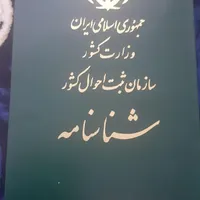 جمهوری اسلامی ایران
وزارت کشور
سازمان ثبت احوال کشور
شناسنامه